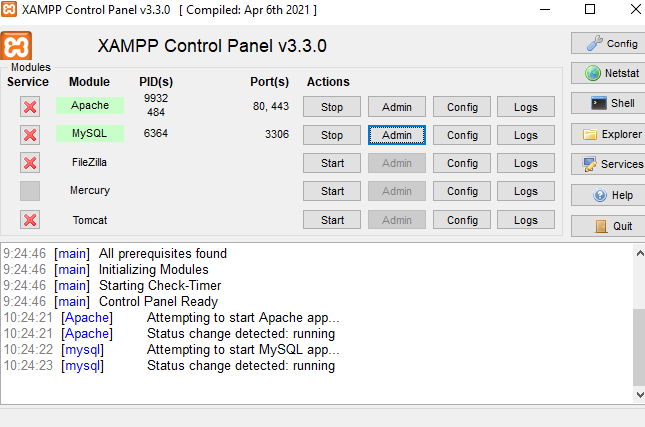 XAMPP Control Panel v3.3.0 [ Compiled: Apr 6th 2021 ]
XAMPP Control Panel v3.3.0
Config
Modules
Service Module PID(s) Port(s) Actions
Netstat
Apache 9932 484 80, 443 Stop Admin Config Logs
Shell
MySQL 6364 3306 Stop Admin Config Logs
Explorer
FileZilla Start Admin Config Logs
Services
Mercury Start Admin Config Logs
Help
Tomcat Start Admin Config Logs
Quit
9:24:46 [main] All prerequisites found
9:24:46 [main] Initializing Modules
9:24:46 [main] Starting Check-Timer
9:24:46 [main] Control Panel Ready
10:24:21 [Apache] Attempting to start Apache app...
10:24:21 [Apache] Status change detected: running
10:24:22 [mysql] Attempting to start MySQL app...
10:24:23 [mysql] Status change detected: running